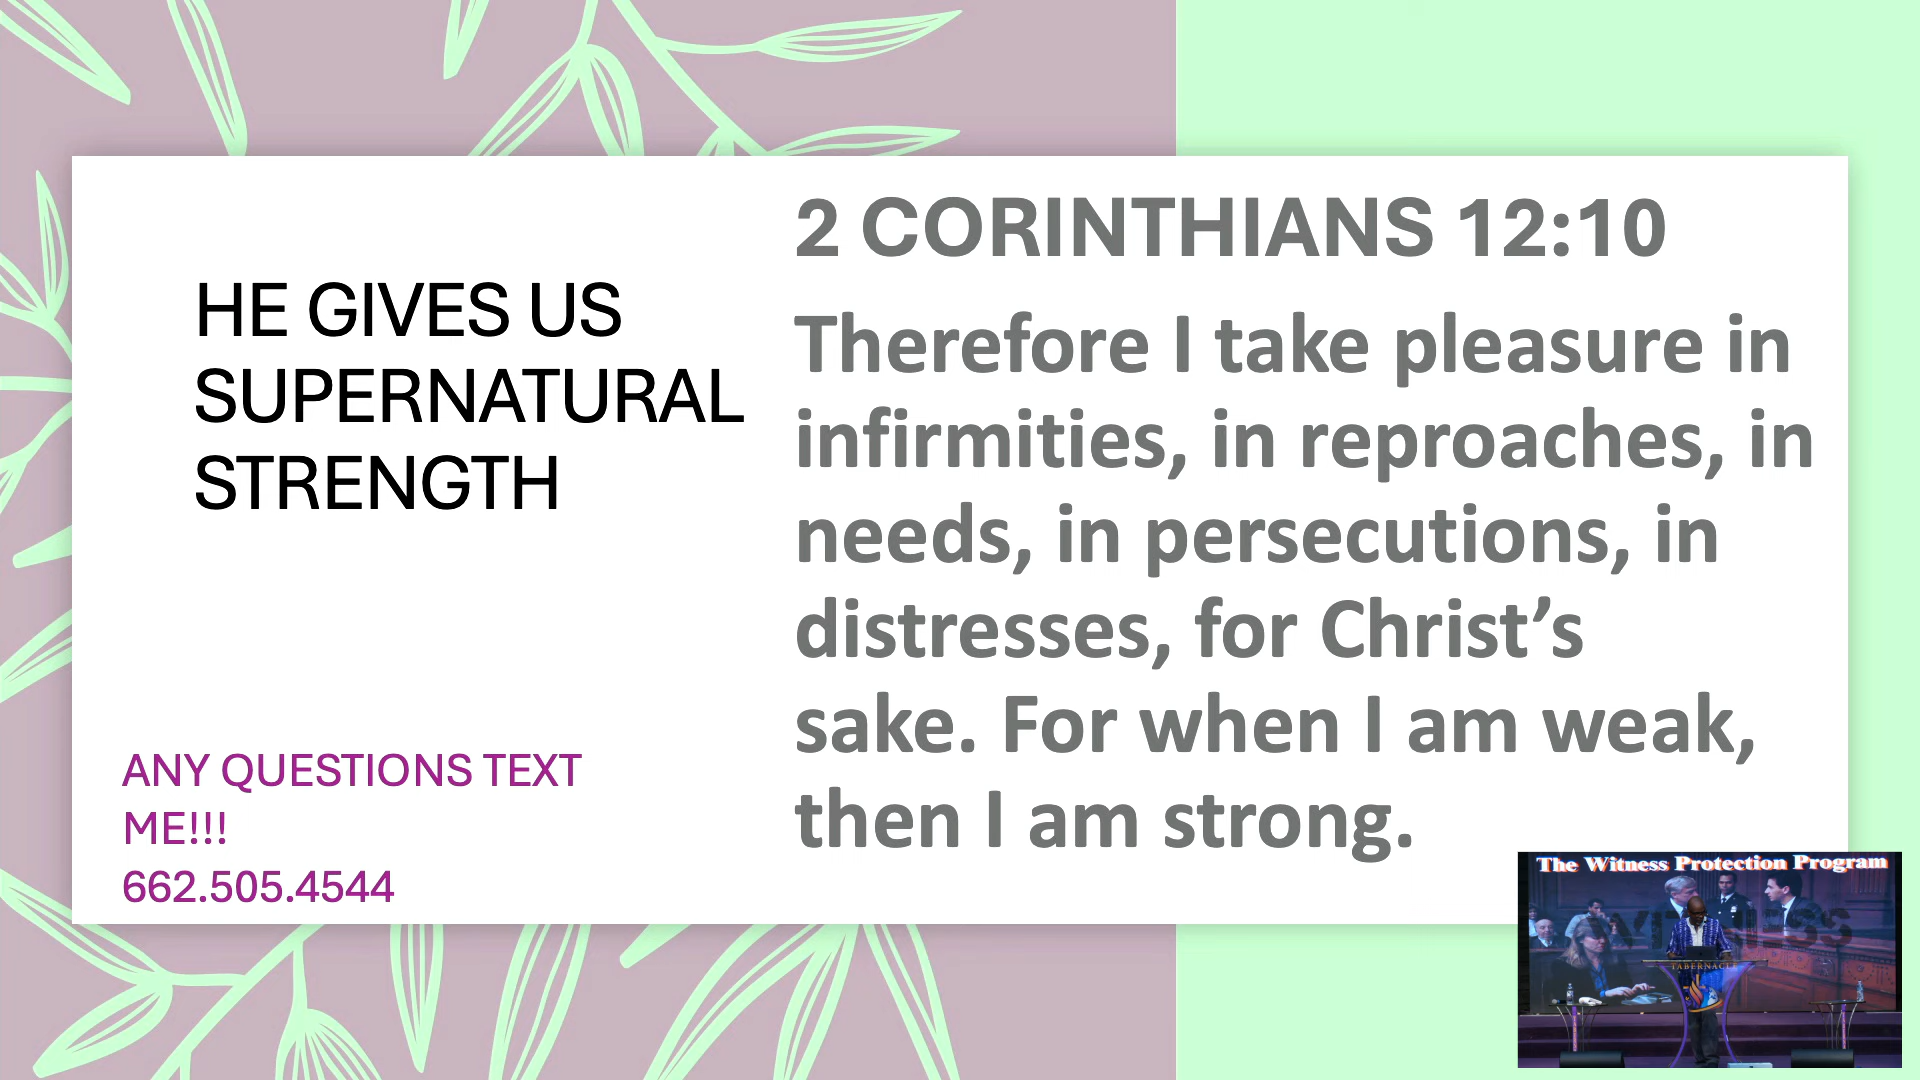 HE GIVES US
SUPERNATURAL
STRENGTH
ANY QUESTIONS TEXT
ME!!!
662.505.4544
2 CORINTHIANS 12:10
Therefore I take pleasure in
infirmities, in reproaches, in
needs, in persecutions, in
distresses, for Christ’s
sake. For when I am weak,
then I am strong.
The Witness Protection Program
WITNESS
TABERNACLE